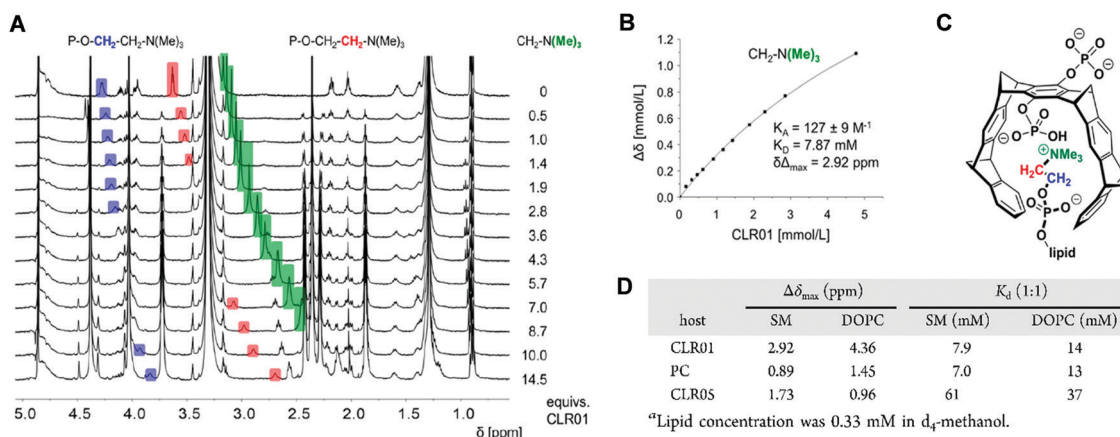 A
P-O-CH₂-CH₂-N(Me)₃
P-O-CH₂-CH₂-N(Me)₃
CH₂-N(Me)₃
0
0.5
1.0
1.4
1.9
2.8
3.6
4.3
5.7
7.0
8.7
10.0
14.5
5.0 4.5 4.0 3.5 3.0 2.5 2.0 1.5 1.0
δ [ppm]
equivs.
CLR01
B
1.2
1.0
0.8
0.6
0.4
0.2
0.0
Δδ [mmol/L]
CH₂-N(Me)₃
K_A = 127 ± 9 M⁻¹
K_D = 7.87 mM
δΔ_max = 2.92 ppm
0 1 2 3 4 5
CLR01 [mmol/L]
C
O
P
O
O
O
O
P
OH
O
NMe₃
H₂C
CH₂
O
O
P
O
O
lipid
D
Δδmax (ppm) Kd (1:1)
host SM DOPC SM (mM) DOPC (mM)
CLR01 2.92 4.36 7.9 14
PC 0.89 1.45 7.0 13
CLR0S 1.73 0.96 61 37
ᵃLipid concentration was 0.33 mM in d₄-methanol.